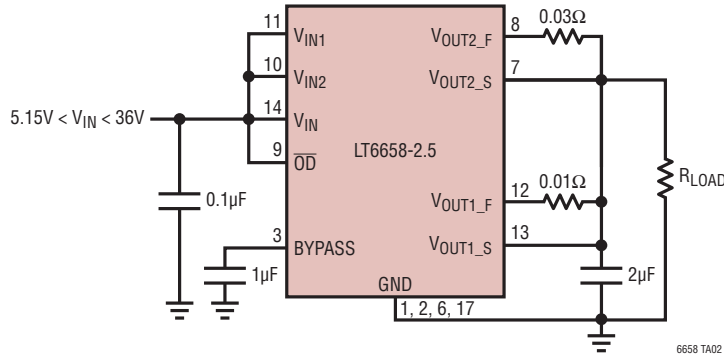 11
V_IN1
10
V_IN2
5.15V < V_IN < 36V
14
V_IN
9
O̅D̅
0.1µF
3
BYPASS
1µF
LT6658-2.5
GND
1, 2, 6, 17
V_OUT2_F
8
0.03Ω
V_OUT2_S
7
V_OUT1_F
12
0.01Ω
V_OUT1_S
13
R_LOAD
2µF
6658 TA02